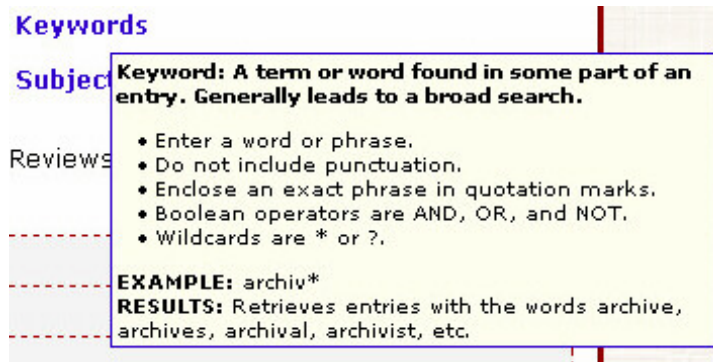 Keywords
Subject
Keyword: A term or word found in some part of an
entry. Generally leads to a broad search.
• Enter a word or phrase.
• Do not include punctuation.
Reviews
• Enclose an exact phrase in quotation marks.
• Boolean operators are AND, OR, and NOT.
• Wildcards are * or ?.
EXAMPLE: archiv*
RESULTS: Retrieves entries with the words archive,
archives, archival, archivist, etc.